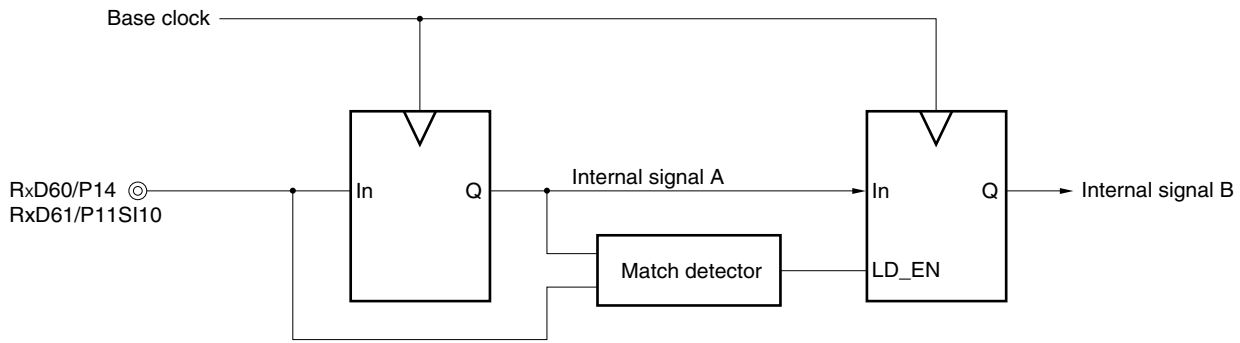 Base clock
RxD60/P14
RxD61/P11SI10
In
Q
Internal signal A
In
Q
Internal signal B
Match detector
LD_EN